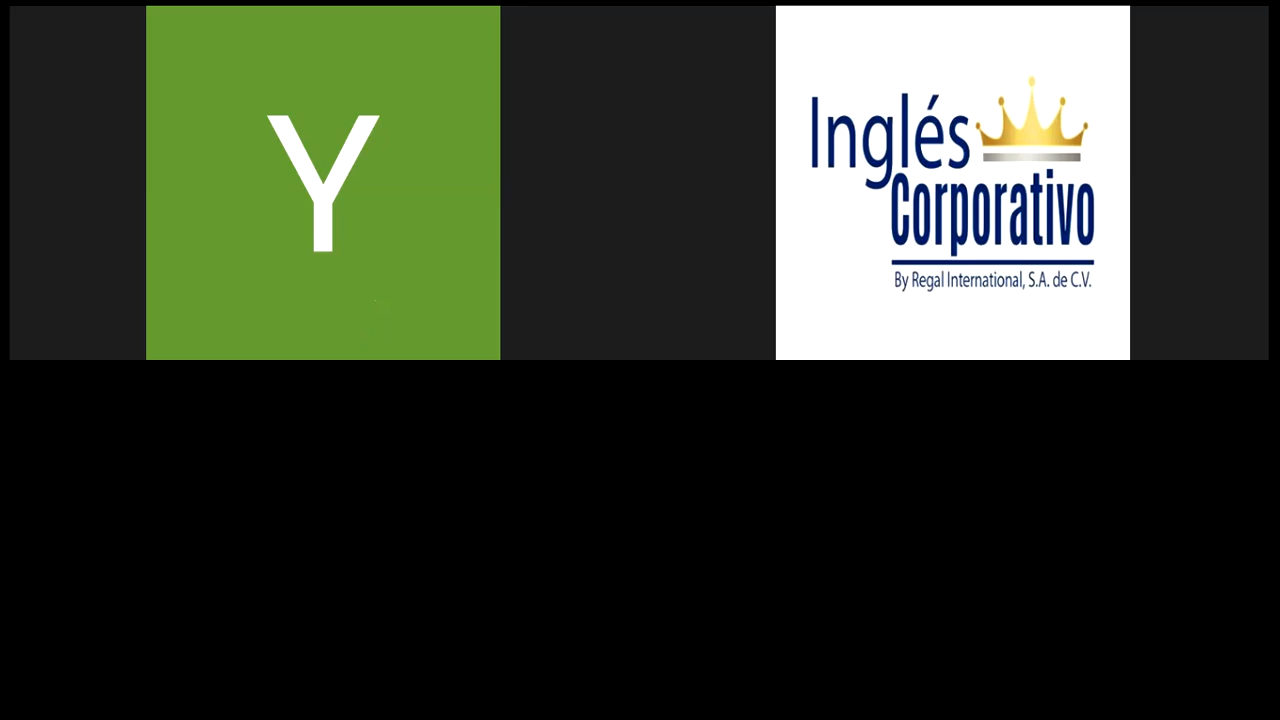 Y
Inglés
Corporativo
By Regal International, S.A. de C.V.